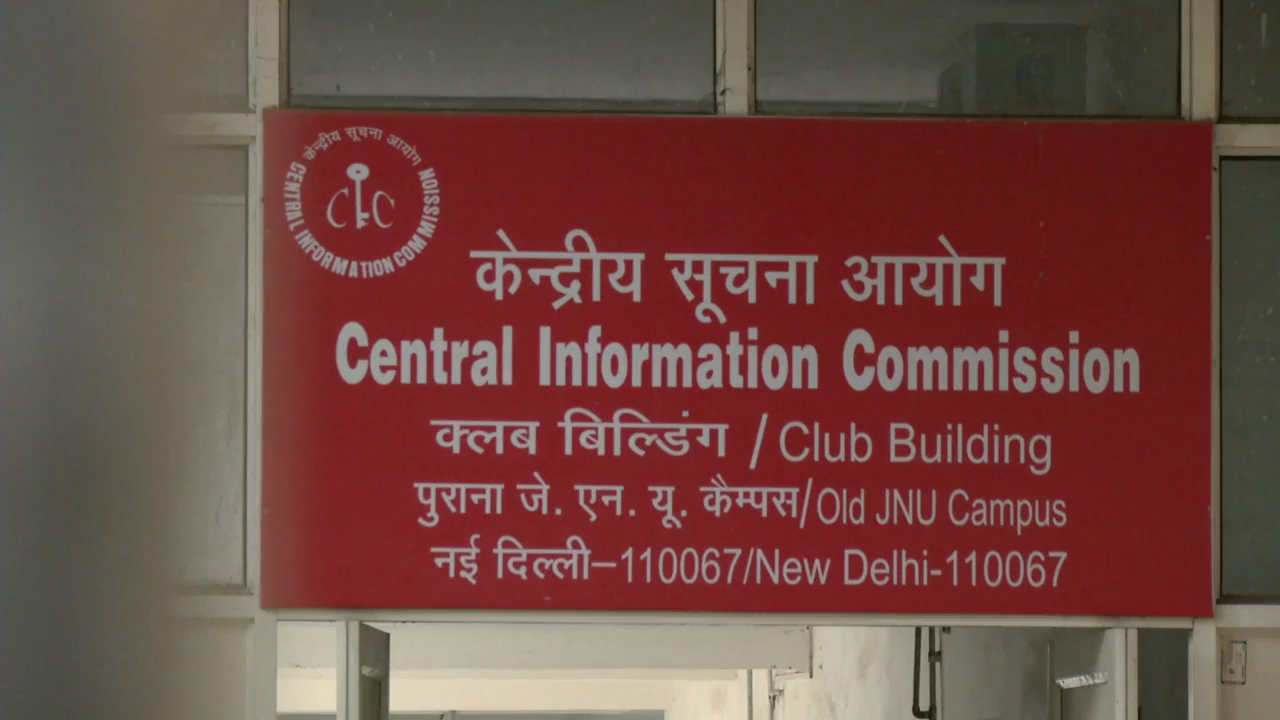 केन्द्रीय सूचना आयोग
CENTRAL INFORMATION COMMISSION
CIC
केन्द्रीय सूचना आयोग
Central Information Commission
क्लब बिल्डिंग / Club Building
पुराना जे. एन. यू. कैम्पस/Old JNU Campus
नई दिल्ली–110067/New Delhi-110067